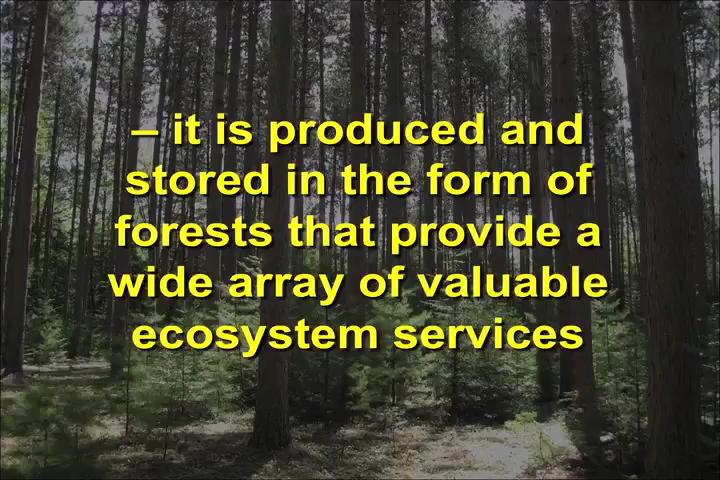 – it is produced and
stored in the form of
forests that provide a
wide array of valuable
ecosystem services